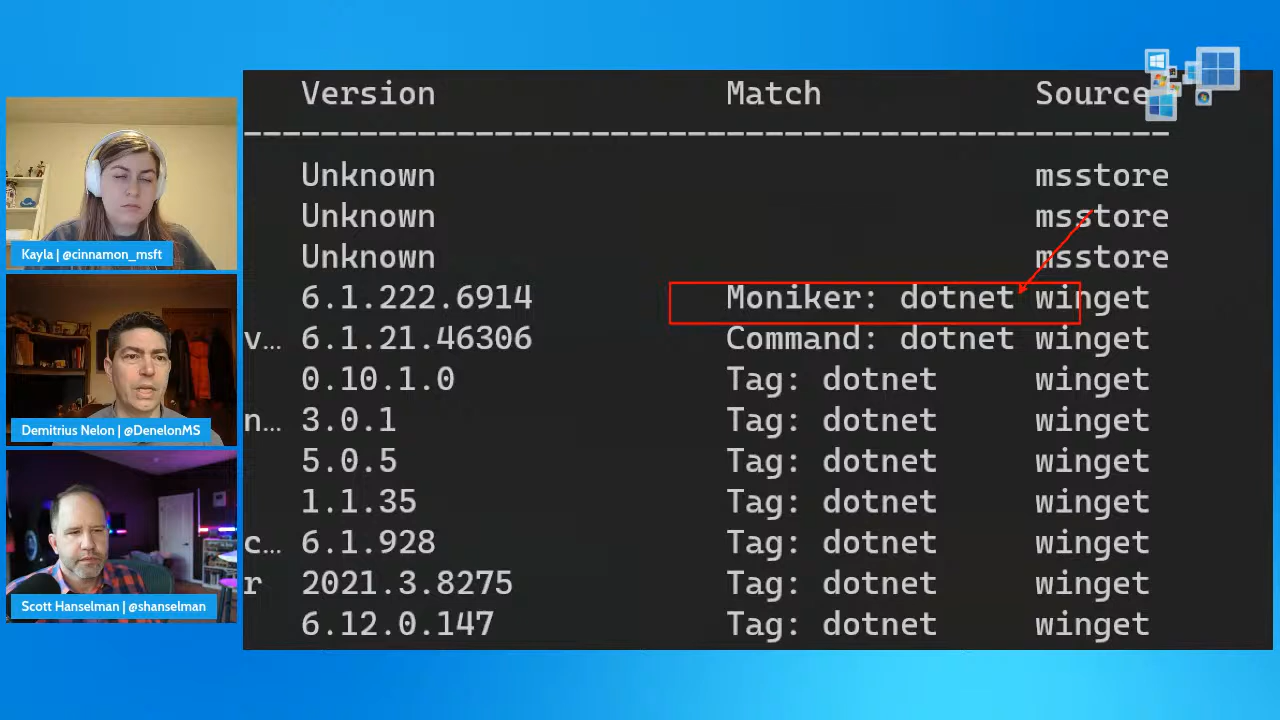 Version Match Source
Unknown msstore
Unknown msstore
Unknown msstore
6.1.222.6914 Moniker: dotnet winget
v… 6.1.21.46306 Command: dotnet winget
0.10.1.0 Tag: dotnet winget
n… 3.0.1 Tag: dotnet winget
5.0.5 Tag: dotnet winget
1.1.35 Tag: dotnet winget
c… 6.1.928 Tag: dotnet winget
r 2021.3.8275 Tag: dotnet winget
6.12.0.147 Tag: dotnet winget
Kayla | @cinnamon_msft
Demitrius Nelon | @DenelonMS
Scott Hanselman | @shanselman